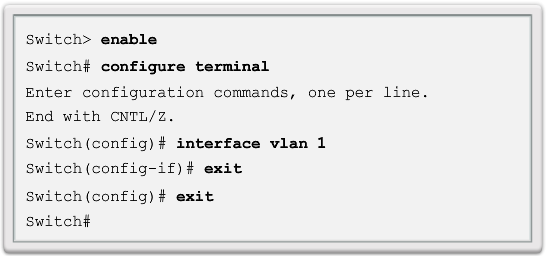 Switch> enable
Switch# configure terminal
Enter configuration commands, one per line.
End with CNTL/Z.
Switch(config)# interface vlan 1
Switch(config-if)# exit
Switch(config)# exit
Switch#